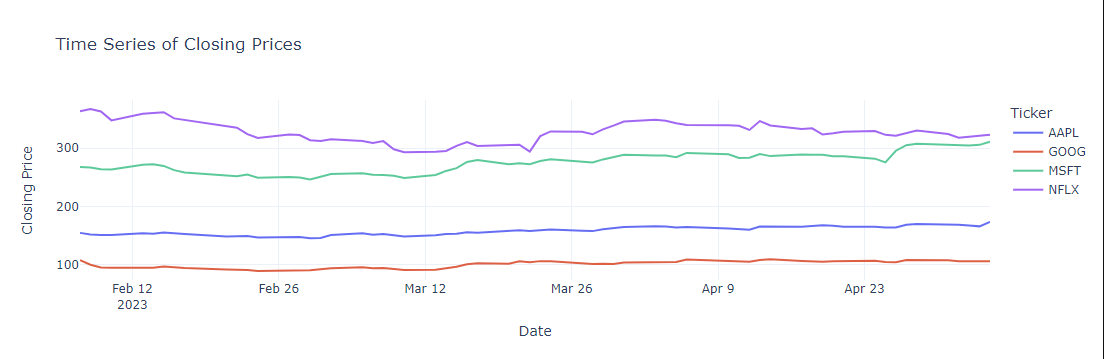 Time Series of Closing Prices
Closing Price
300
200
100
Feb 12
2023
Feb 26
Mar 12
Mar 26
Apr 9
Apr 23
Date
Ticker
AAPL
GOOG
MSFT
NFLX